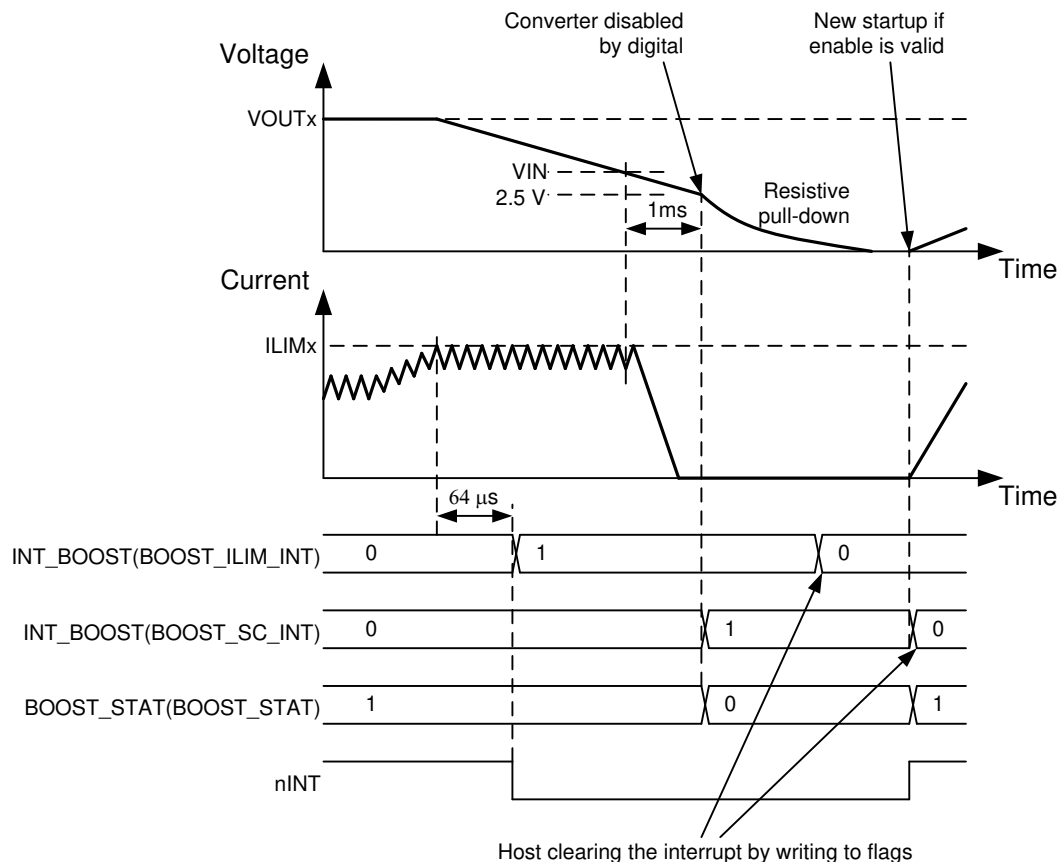 Converter disabled
by digital
New startup if
enable is valid
Voltage
VOUTx
VIN
2.5 V
1ms
Resistive
pull-down
Time
Current
ILIMx
Time
64 μs
INT_BOOST(BOOST_ILIM_INT)
0
1
0
INT_BOOST(BOOST_SC_INT)
0
1
0
BOOST_STAT(BOOST_STAT)
1
0
1
nINT
Host clearing the interrupt by writing to flags